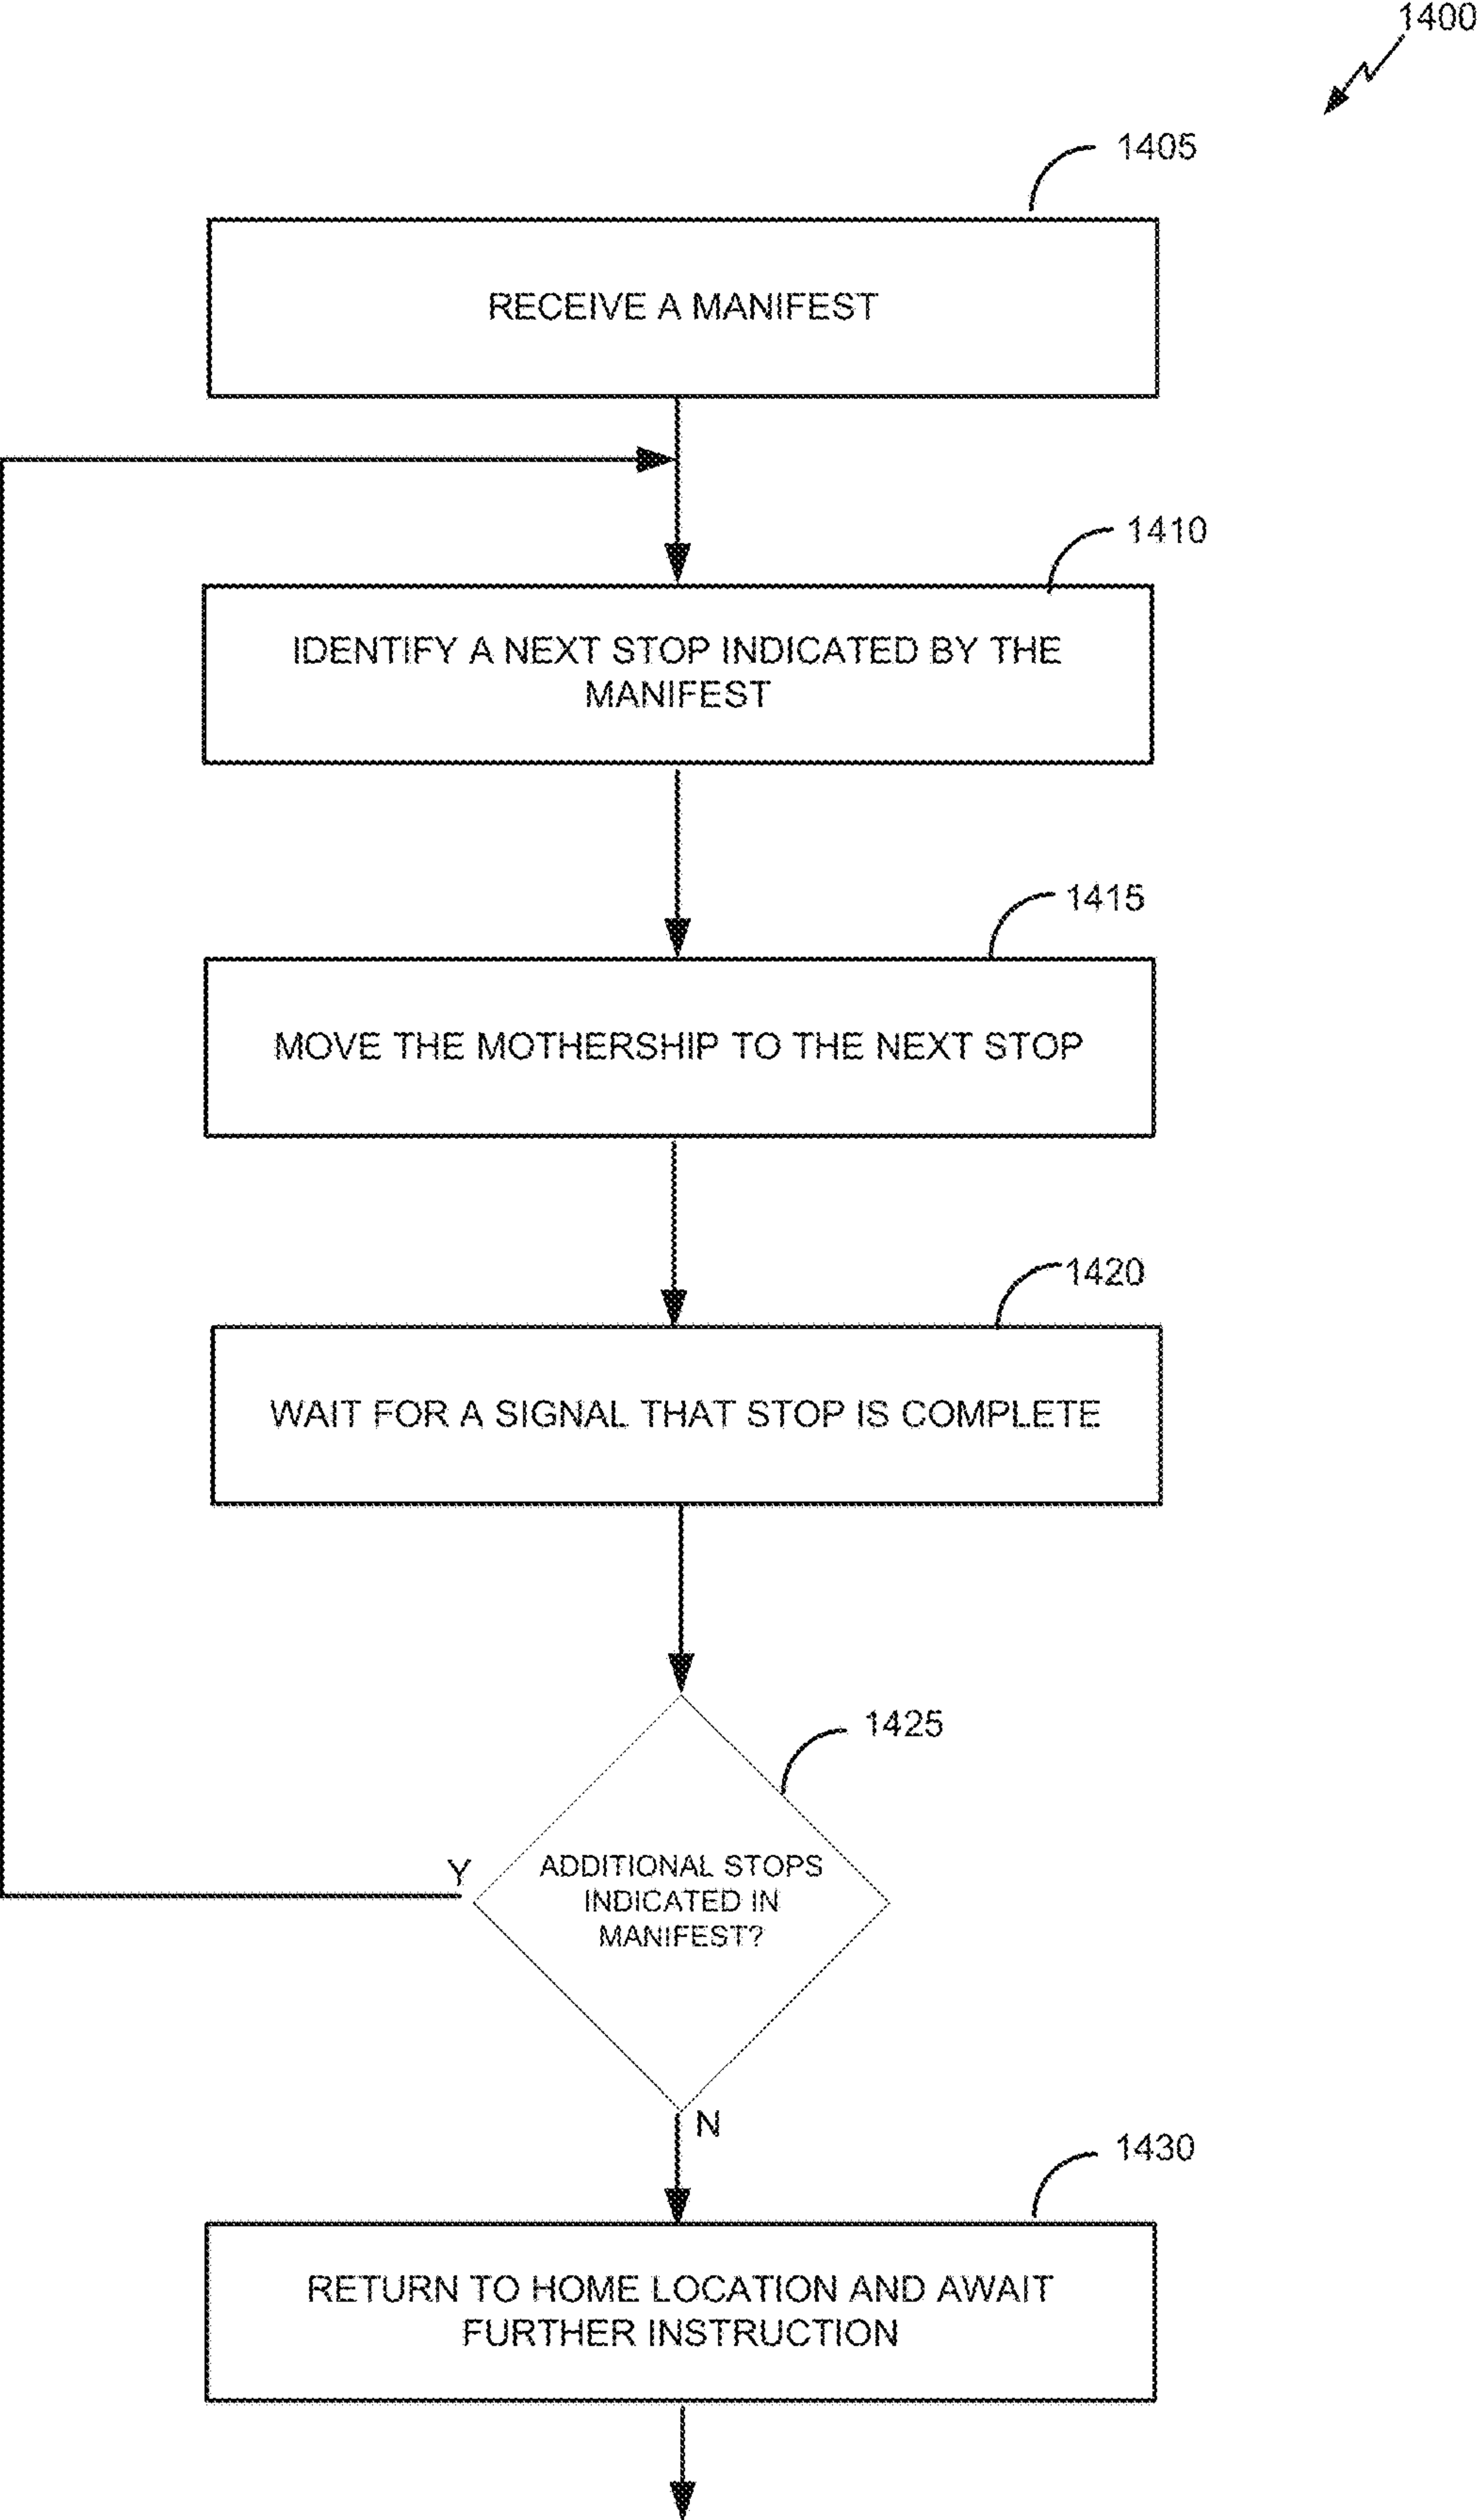 1400
1405
RECEIVE A MANIFEST
1410
IDENTIFY A NEXT STOP INDICATED BY THE
MANIFEST
1415
MOVE THE MOTHERSHIP TO THE NEXT STOP
1420
WAIT FOR A SIGNAL THAT STOP IS COMPLETE
1425
Y
ADDITIONAL STOPS
INDICATED IN
MANIFEST?
N
1430
RETURN TO HOME LOCATION AND AWAIT
FURTHER INSTRUCTION